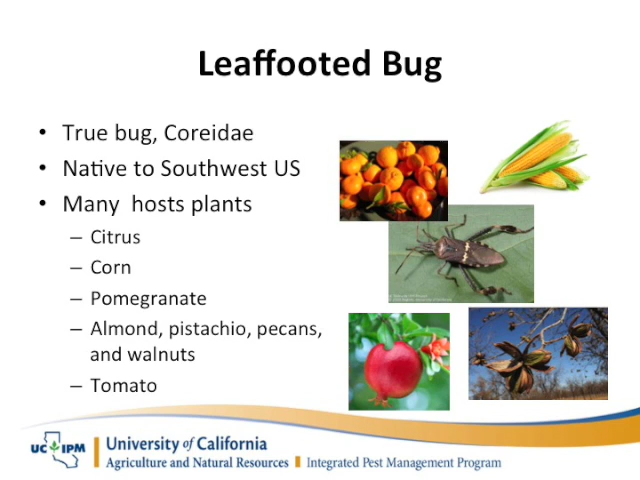 Leaffooted Bug
• True bug, Coreidae
• Native to Southwest US
• Many  hosts plants
– Citrus
– Corn
– Pomegranate
– Almond, pistachio, pecans,
and walnuts
– Tomato
UC IPM
University of California
Agriculture and Natural Resources | Integrated Pest Management Program